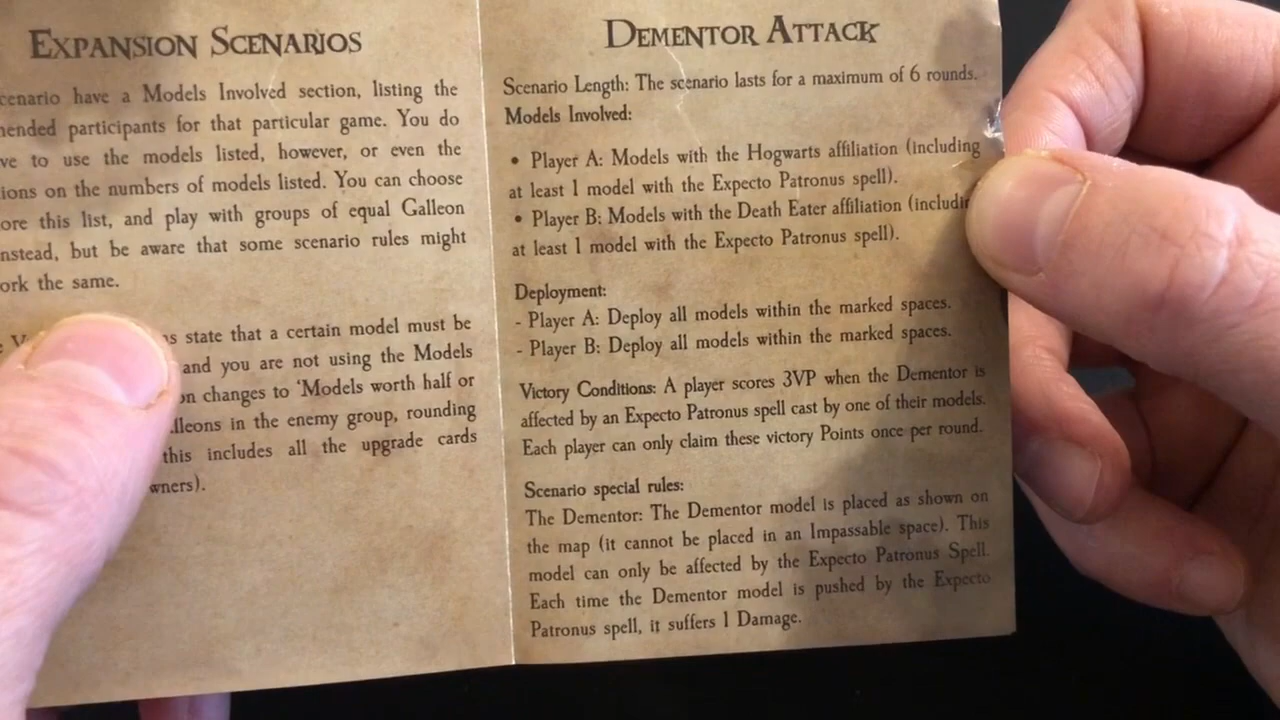 EXPANSION SCENARIOS
have a Models Involved section, listing the
participants for that particular game. You do
to use the models listed, however, or even the
on the numbers of models listed. You can choose
this list, and play with groups of equal Galleon
but be aware that some scenario rules might
the same.
state that a certain model must be
and you are not using the Models
changes to ‘Models worth half or
in the enemy group, rounding
this includes all the upgrade cards
DEMENTOR ATTACK
Scenario Length: The scenario lasts for a maximum of 6 rounds.
Models Involved:
• Player A: Models with the Hogwarts affiliation (including
at least 1 model with the Expecto Patronus spell).
• Player B: Models with the Death Eater affiliation
at least 1 model with the Expecto Patronus spell).
Deployment:
- Player A: Deploy all models within the marked spaces.
- Player B: Deploy all models within the marked spaces.
Victory Conditions: A player scores 3VP when the Dementor is
affected by an Expecto Patronus spell cast by one of their models.
Each player can only claim these victory Points once per round.
Scenario special rules:
The Dementor: The Dementor model is placed as shown on
the map (it cannot be placed in an Impassable space). This
model can only be affected by the Expecto Patronus Spell.
Each time the Dementor model is pushed by the Expecto
Patronus spell, it suffers 1 Damage.